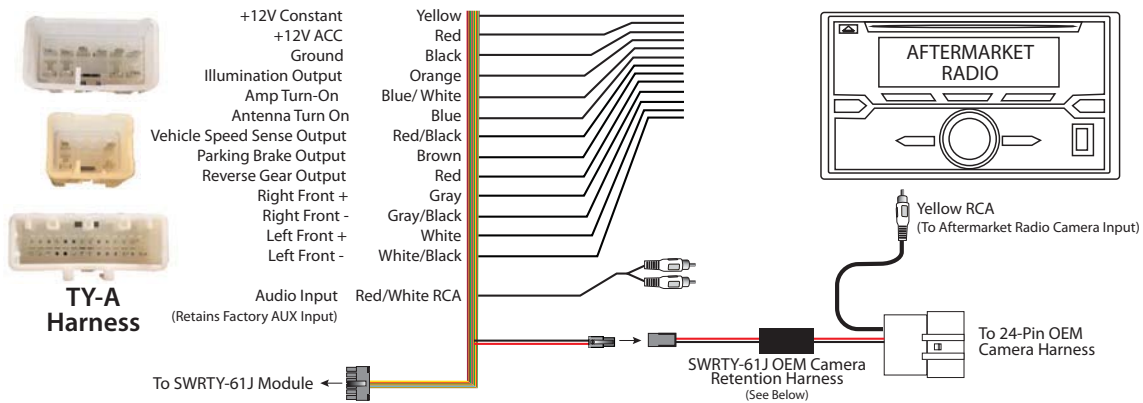 +12V Constant Yellow
+12V ACC Red
Ground Black
Illumination Output Orange
Amp Turn-On Blue/ White
Antenna Turn On Blue
Vehicle Speed Sense Output Red/Black
Parking Brake Output Brown
Reverse Gear Output Red
Right Front + Gray
Right Front - Gray/Black
Left Front + White
Left Front - White/Black
Audio Input Red/White RCA
(Retains Factory AUX Input)
TY-A
Harness
To SWRTY-61J Module
AFTERMARKET
RADIO
Yellow RCA
(To Aftermarket Radio Camera Input)
To 24-Pin OEM
Camera Harness
SWRTY-61J OEM Camera
Retention Harness
(See Below)